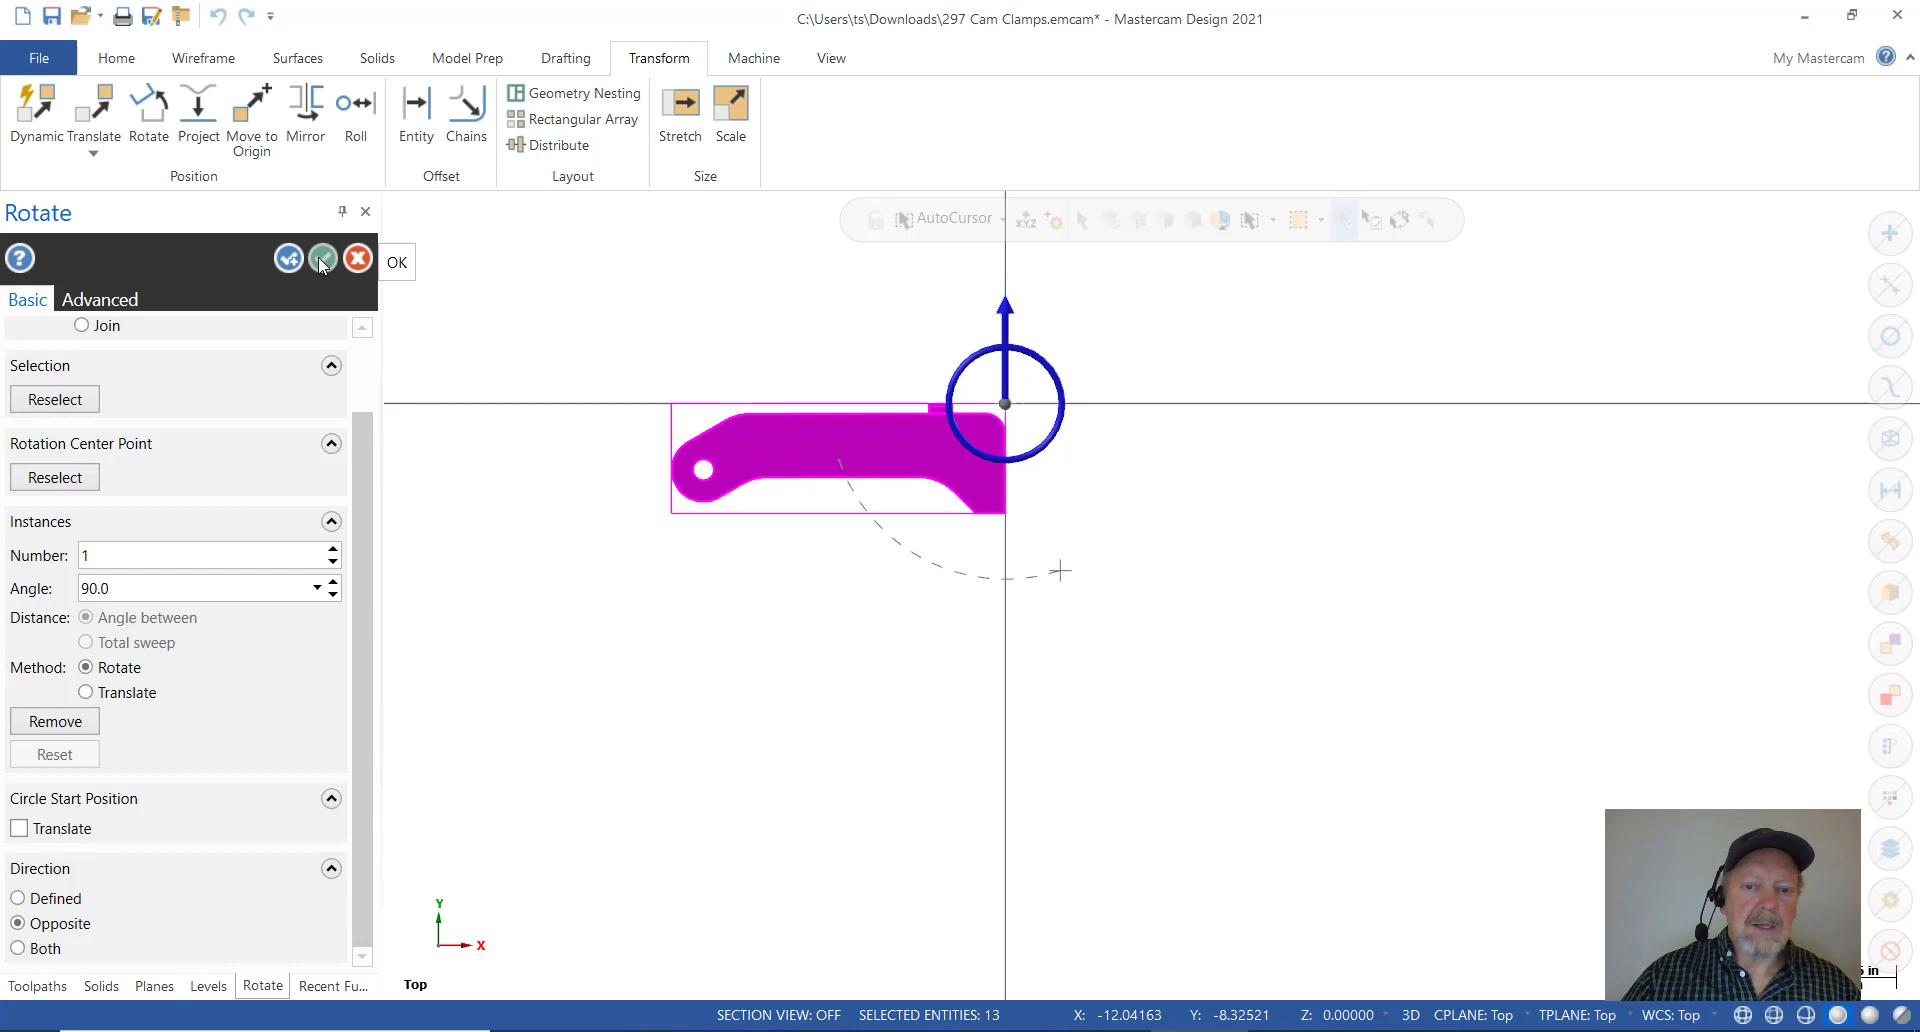 C:\Users\ts\Downloads\297 Cam Clamps.emcam* - Mastercam Design 2021
File
Home
Wireframe
Surfaces
Solids
Model Prep
Drafting
Transform
Machine
View
My Mastercam
Dynamic
Translate
Rotate
Project
Move to
Origin
Mirror
Roll
Entity
Chains
Geometry Nesting
Rectangular Array
Distribute
Stretch
Scale
Position
Offset
Layout
Size
Rotate
OK
Basic
Advanced
AutoCursor
XYZ
Join
Selection
Reselect
Rotation Center Point
Reselect
Instances
Number: 1
Angle: 90.0
Distance: Angle between
Total sweep
Method: Rotate
Translate
Remove
Reset
Circle Start Position
Translate
Direction
Defined
Opposite
Both
Y
X
Toolpaths
Solids
Planes
Levels
Rotate
Recent Fu...
Top
in
SECTION VIEW: OFF
SELECTED ENTITIES: 13
X: -12.04163
Y: -8.32521
Z: 0.00000
3D
CPLANE: Top
TPLANE: Top
WCS: Top